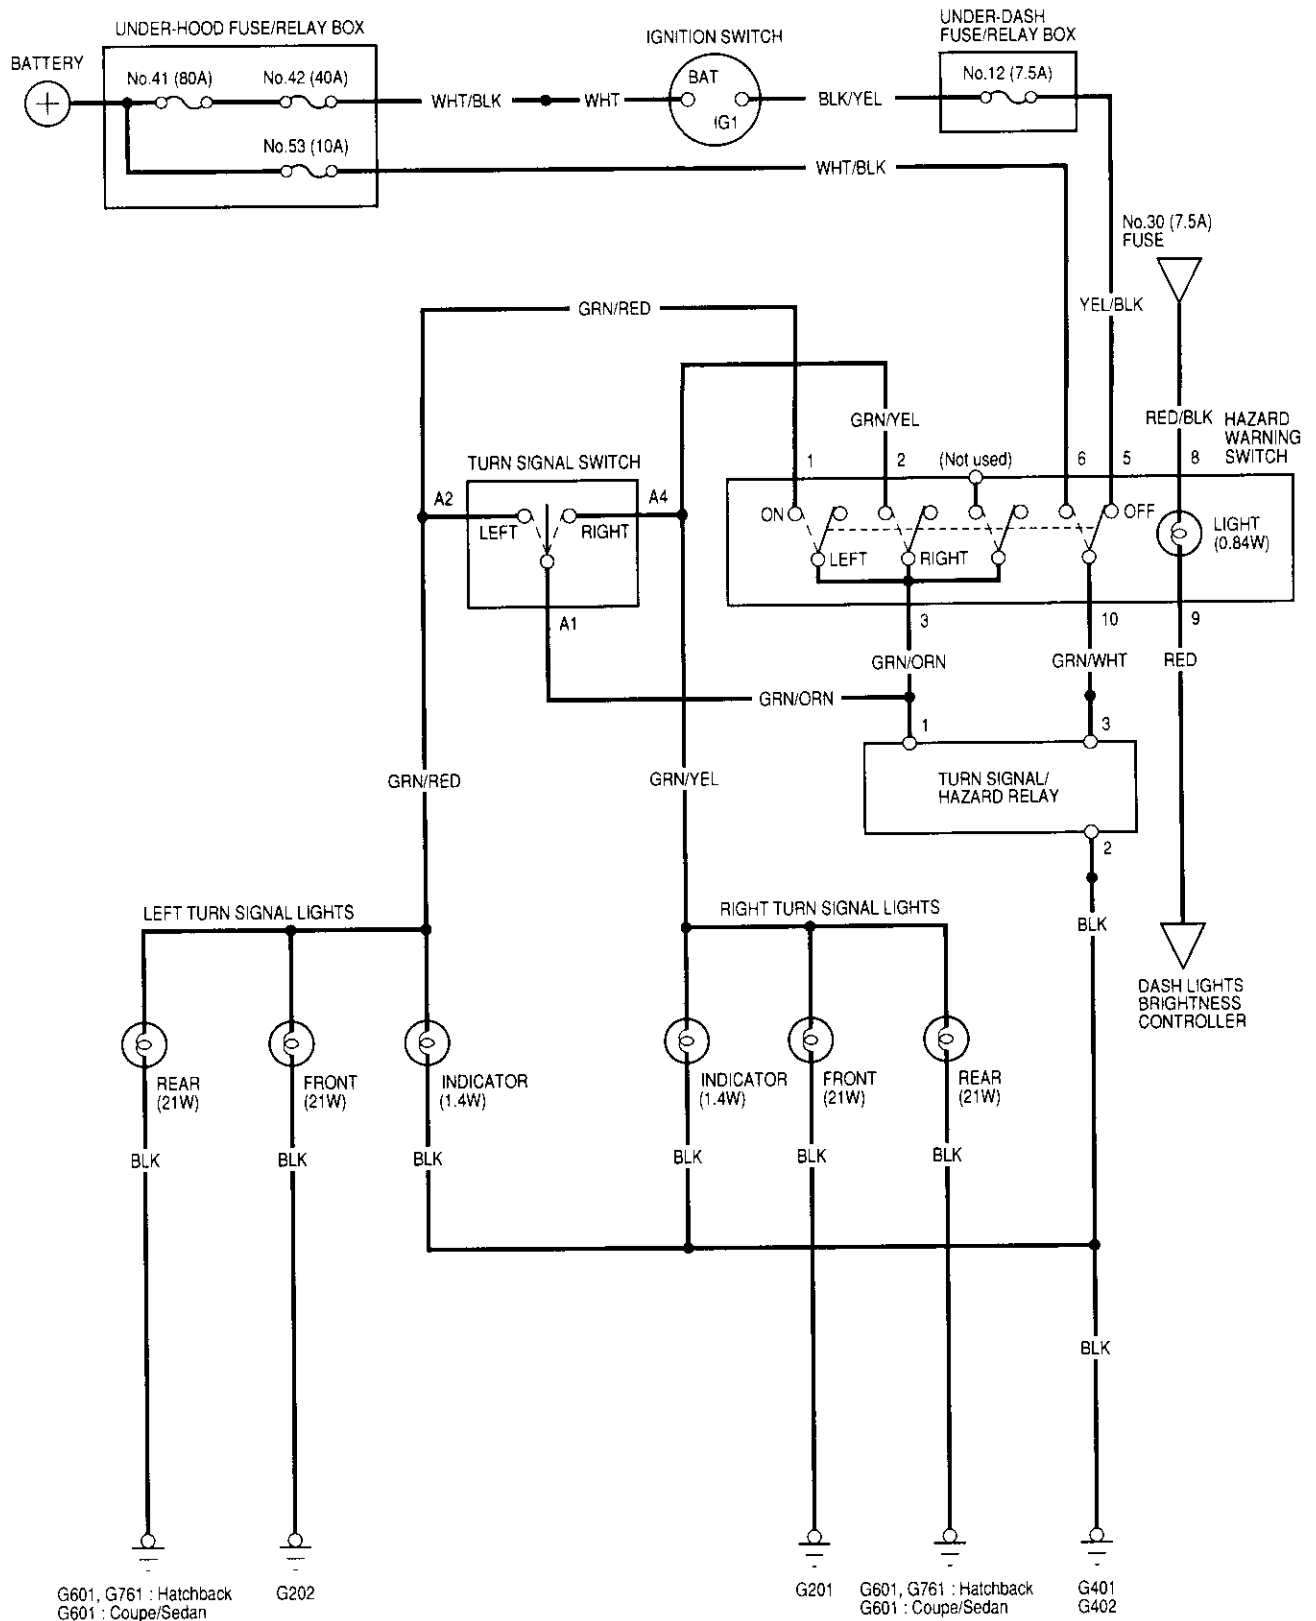 UNDER-HOOD FUSE/RELAY BOX
IGNITION SWITCH
UNDER-DASH
FUSE/RELAY BOX
BATTERY
No.41 (80A)
No.42 (40A)
BAT
No.12 (7.5A)
WHT/BLK
WHT
BLK/YEL
IG1
No.53 (10A)
WHT/BLK
No.30 (7.5A)
FUSE
GRN/RED
YEL/BLK
GRN/YEL
RED/BLK
HAZARD
WARNING
SWITCH
TURN SIGNAL SWITCH
1
2
(Not used)
6
5
8
A2
A4
LEFT
RIGHT
ON
OFF
LIGHT
(0.84W)
LEFT
RIGHT
A1
3
10
9
GRN/ORN
GRN/WHT
RED
GRN/ORN
1
3
GRN/RED
GRN/YEL
TURN SIGNAL/
HAZARD RELAY
2
LEFT TURN SIGNAL LIGHTS
RIGHT TURN SIGNAL LIGHTS
BLK
DASH LIGHTS
BRIGHTNESS
CONTROLLER
REAR
(21W)
FRONT
(21W)
INDICATOR
(1.4W)
INDICATOR
(1.4W)
FRONT
(21W)
REAR
(21W)
BLK
BLK
BLK
BLK
BLK
BLK
BLK
G601, G761 : Hatchback
G601 : Coupe/Sedan
G202
G201
G601, G761 : Hatchback
G601 : Coupe/Sedan
G401
G402